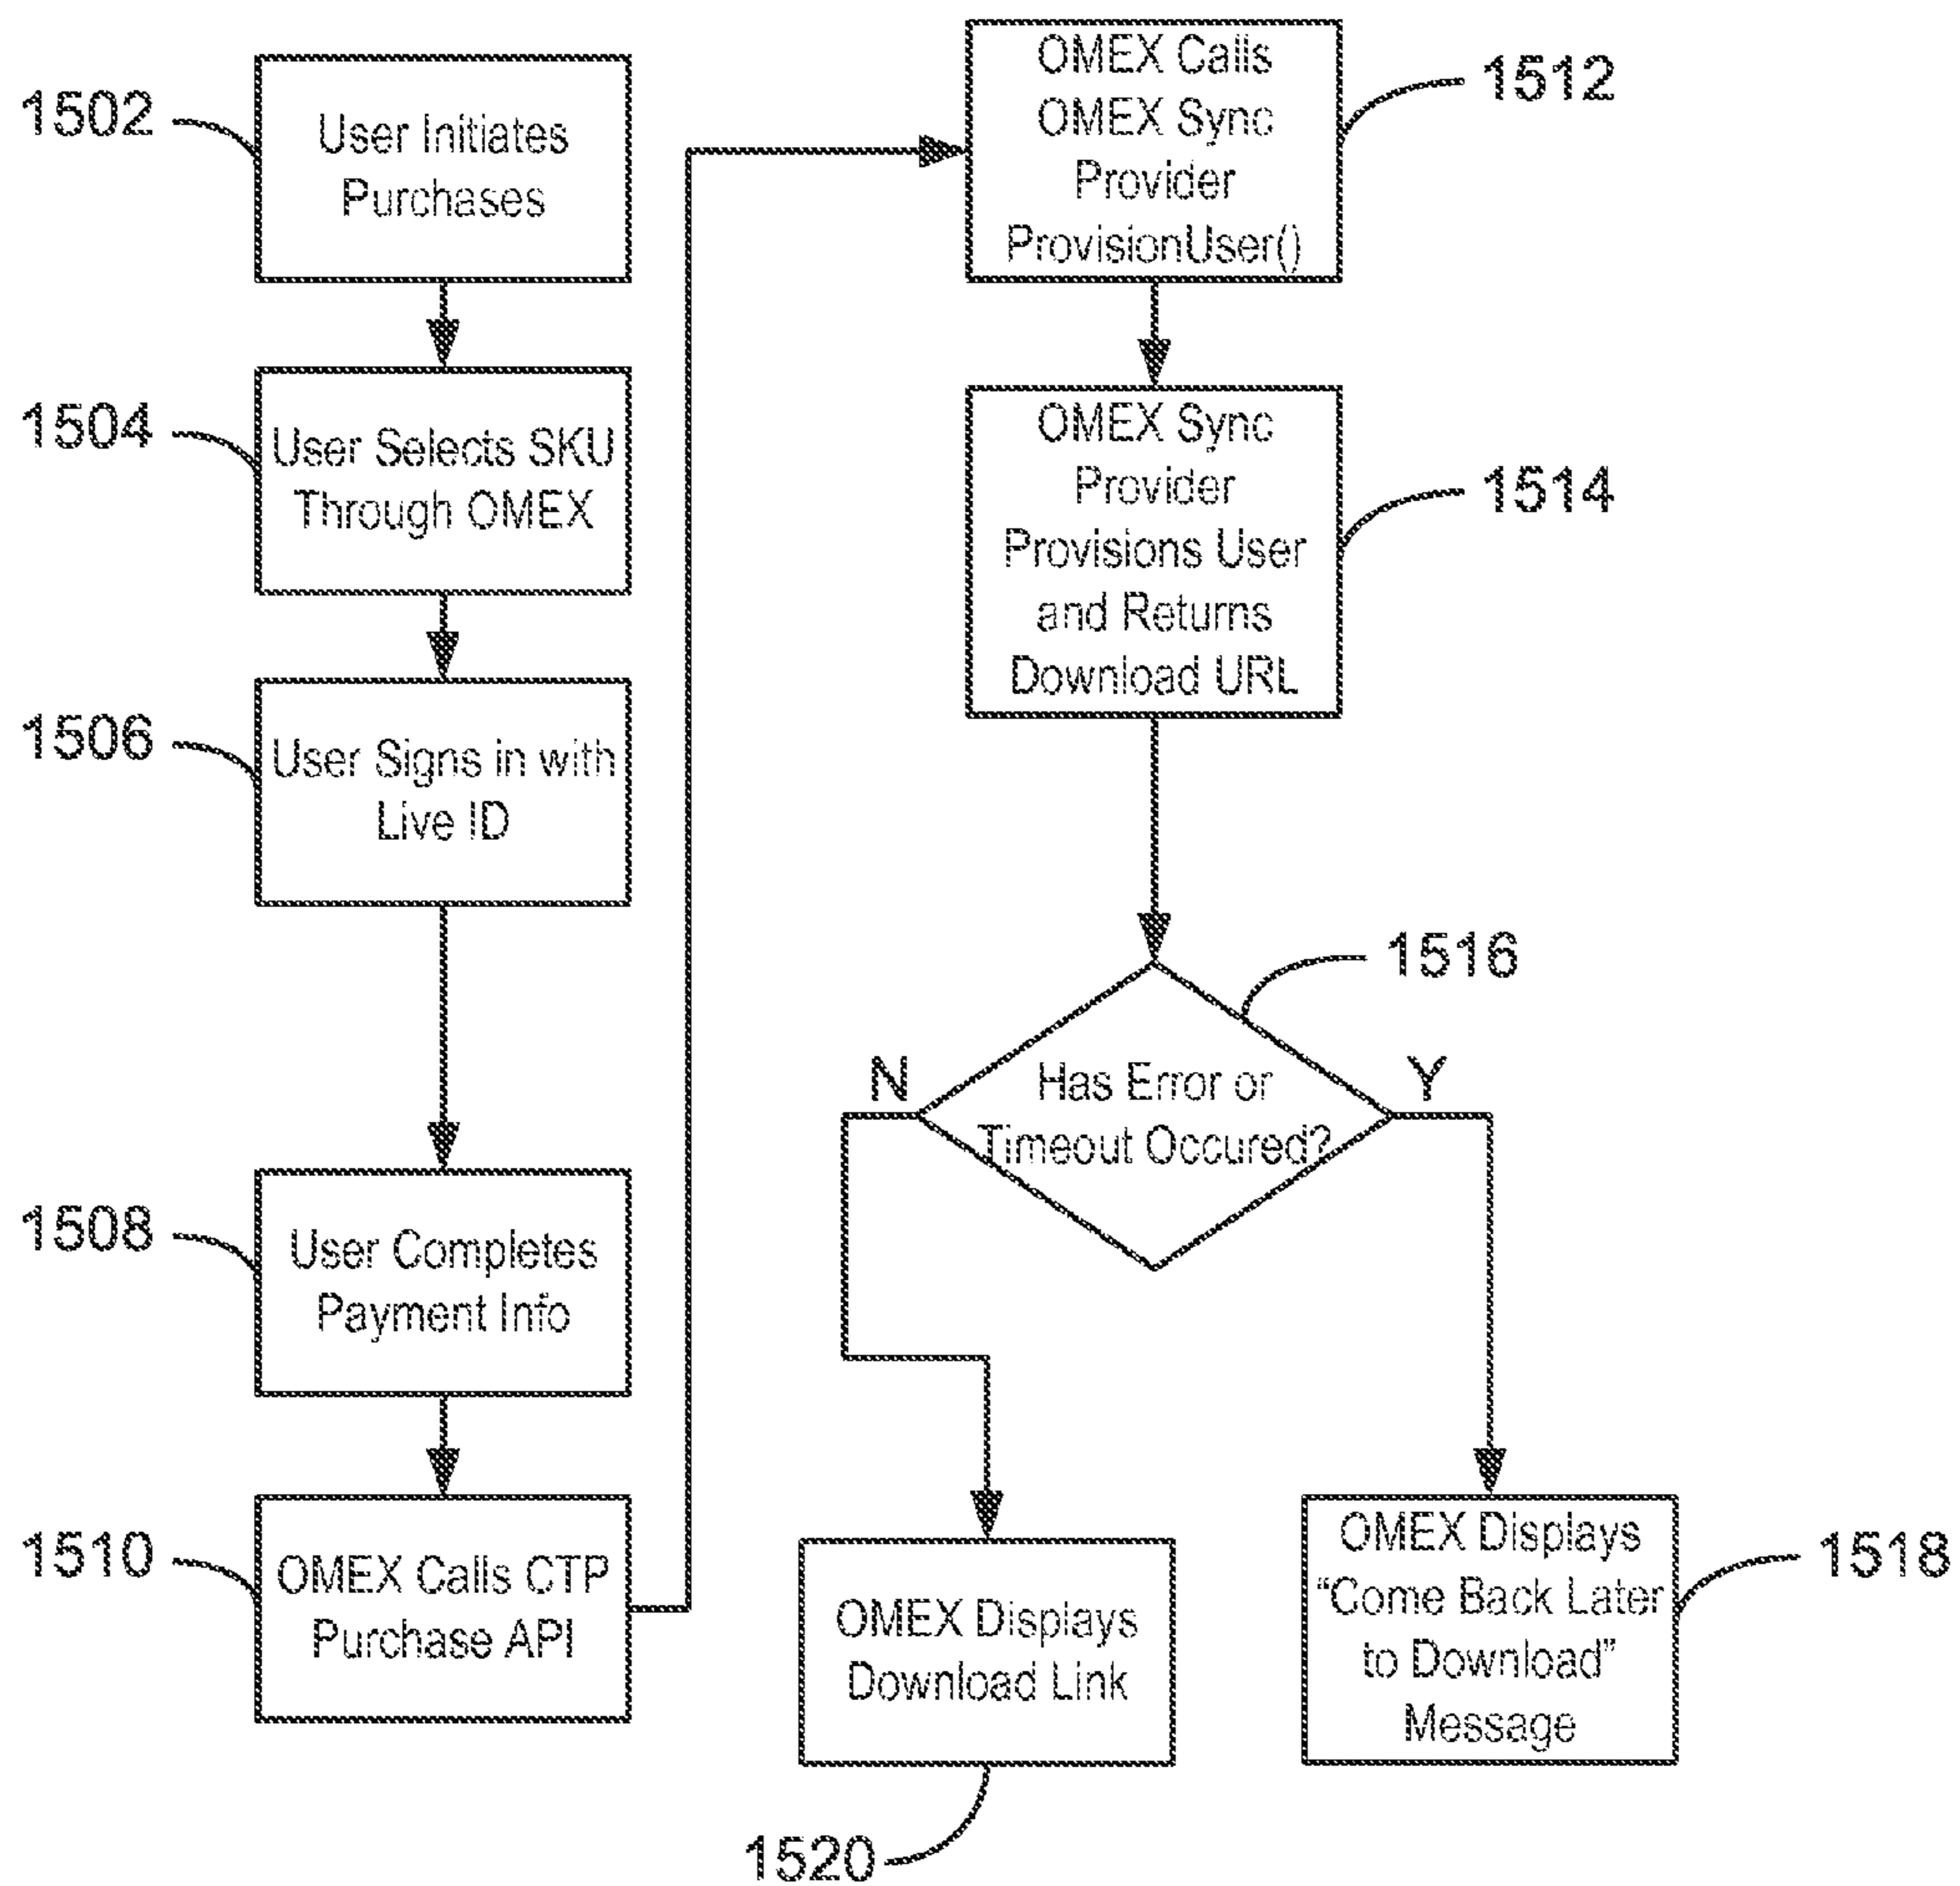 1502
User Initiates
Purchases
1504
User Selects SKU
Through OMEX
1506
User Signs in with
Live ID
1508
User Completes
Payment Info
1510
OMEX Calls CTP
Purchase API
OMEX Calls
OMEX Sync
Provider
ProvisionUser()
1512
OMEX Sync
Provider
Provisions User
and Returns
Download URL
1514
1516
N
Has Error or
Timeout Occured?
Y
OMEX Displays
Download Link
1520
OMEX Displays
“Come Back Later
to Download”
Message
1518